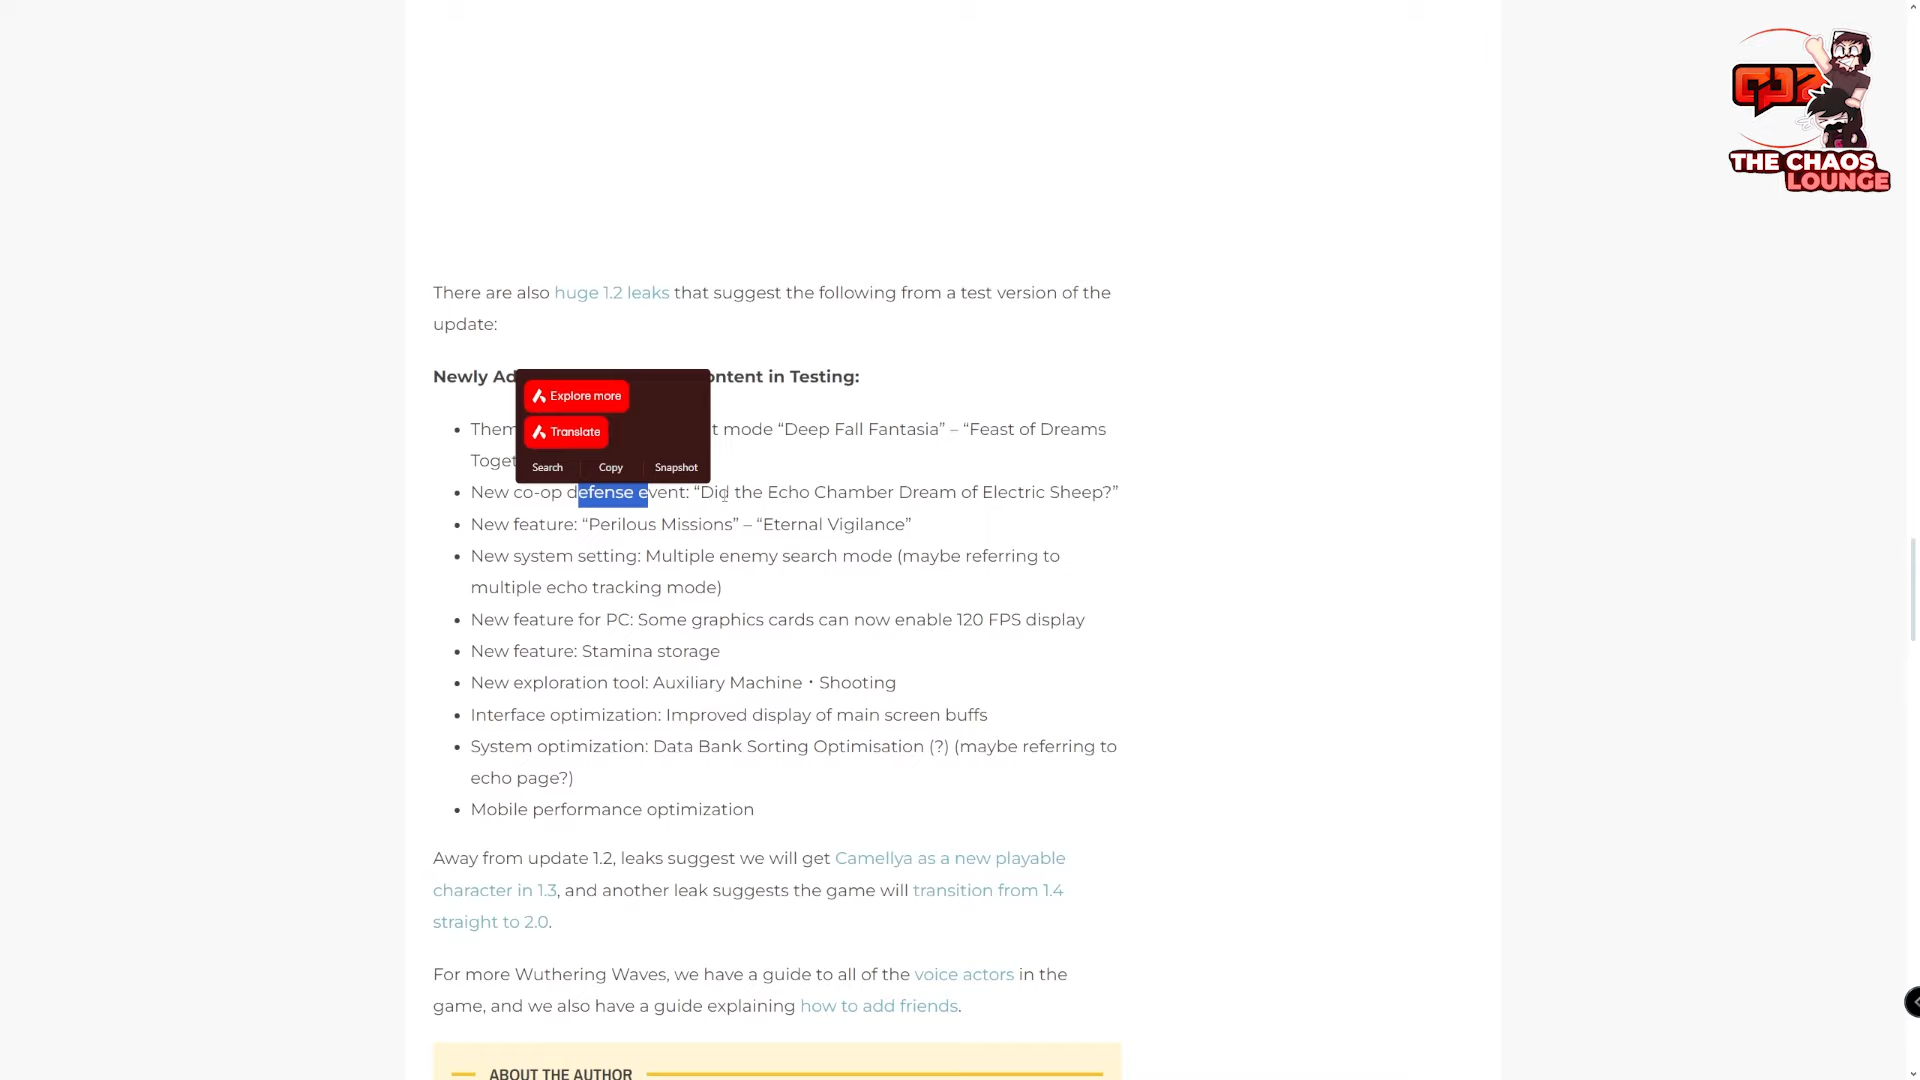 There are also huge 1.2 leaks that suggest the following from a test version of the
update:
Newly Ad ontent in Testing:
Explore more
Translate
Search Copy Snapshot
Them t mode “Deep Fall Fantasia” – “Feast of Dreams
Toget
• New co-op defense event: “Did the Echo Chamber Dream of Electric Sheep?”
• New feature: “Perilous Missions” – “Eternal Vigilance”
• New system setting: Multiple enemy search mode (maybe referring to
multiple echo tracking mode)
• New feature for PC: Some graphics cards can now enable 120 FPS display
• New feature: Stamina storage
• New exploration tool: Auxiliary Machine・Shooting
• Interface optimization: Improved display of main screen buffs
• System optimization: Data Bank Sorting Optimisation (?) (maybe referring to
echo page?)
• Mobile performance optimization
Away from update 1.2, leaks suggest we will get Camellya as a new playable
character in 1.3, and another leak suggests the game will transition from 1.4
straight to 2.0.
For more Wuthering Waves, we have a guide to all of the voice actors in the
game, and we also have a guide explaining how to add friends.
ABOUT THE AUTHOR
THE CHAOS
LOUNGE